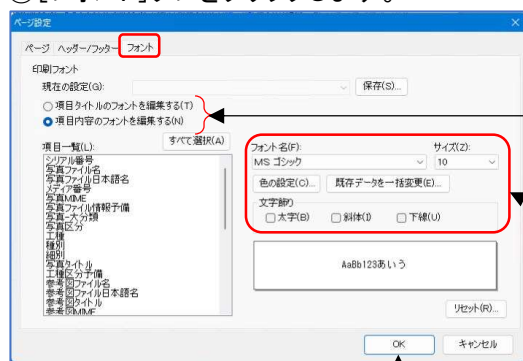 ページ設定
ページ ヘッダー/フッター フォント
印刷フォント
現在の設定(G):
保存(S)...
項目タイトルのフォントを編集する(T)
項目内容のフォントを編集する(N)
項目一覧(L):
すべて選択(A)
シリアル番号
写真ファイル名
写真ファイル日本語名
メディア番号
写真MIME
写真ファイル情報予備
写真-大分類
写真区分
工種
種別
細別
写真タイトル
工種区分予備
参考図ファイル名
参考図ファイル日本語名
参考図タイトル
参考図MIME
フォント名(F):
サイズ(Z):
MS ゴシック
10
色の設定(C)...
既存データを一括変更(E)...
文字飾り
太字(B)
斜体(I)
下線(U)
AaBb123あいう
リセット(R)...
OK
キャンセル